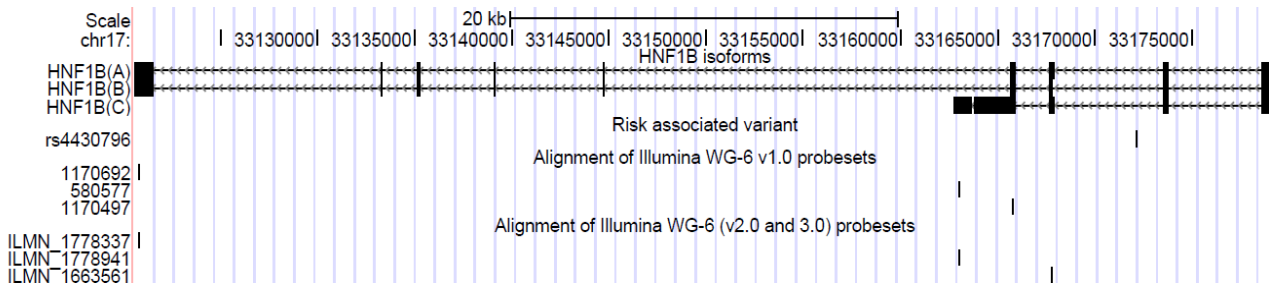 Scale 20 kb
chr17: 33130000 33135000 33140000 33145000 33150000 33155000 33160000 33165000 33170000 33175000
HNF1B isoforms
HNF1B(A)
HNF1B(B)
HNF1B(C)
Risk associated variant
rs4430796
Alignment of Illumina WG-6 v1.0 probesets
1170692
580577
1170497
Alignment of Illumina WG-6 (v2.0 and 3.0) probesets
ILMN_1778337
ILMN_1778941
ILMN_1663561